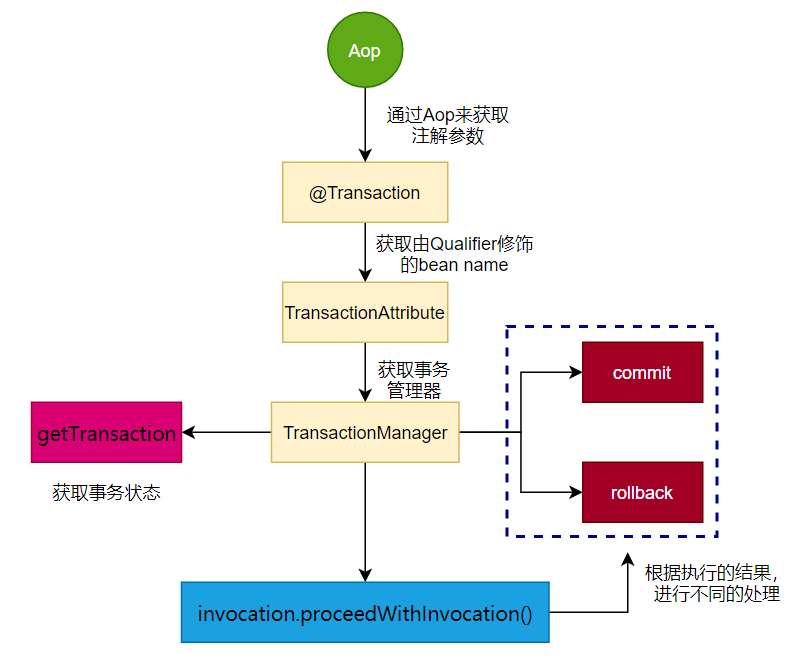 Aop
通过Aop来获取
注解参数
@Transaction
获取由Qualifier修饰
的bean name
TransactionAttribute
获取事务
管理器
commit
getTransaction
TransactionManager
获取事务状态
rollback
根据执行的结果，
进行不同的处理
invocation.proceedWithInvocation()